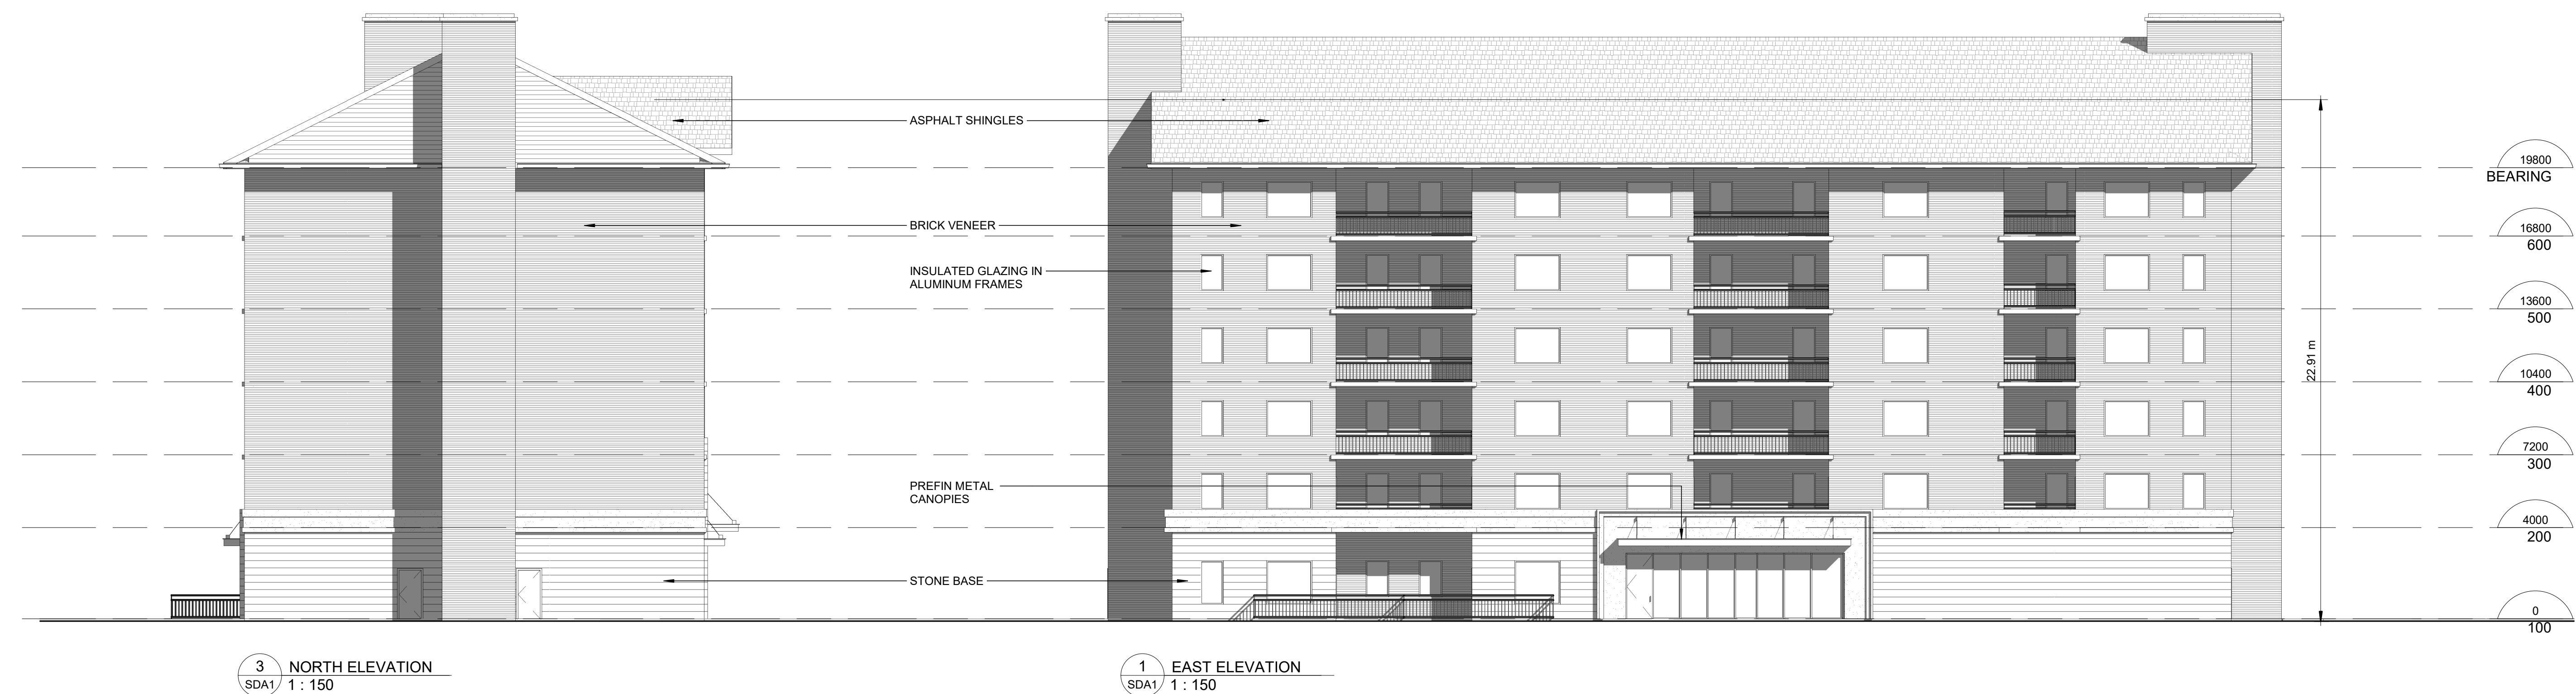 ASPHALT SHINGLES
BRICK VENEER
INSULATED GLAZING IN
ALUMINUM FRAMES
PREFIN METAL
CANOPIES
STONE BASE
22.91 m
19800
BEARING
16800
600
13600
500
10400
400
7200
300
4000
200
0
100
3
SDA1
NORTH ELEVATION
1 : 150
1
SDA1
EAST ELEVATION
1 : 150